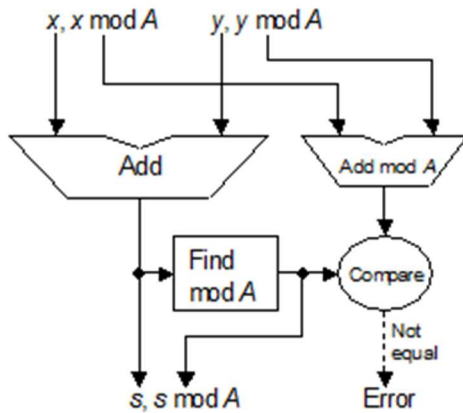 x, x mod A
y, y mod A
Add
Add mod A
Find
mod A
Compare
Not
equal
s, s mod A
Error